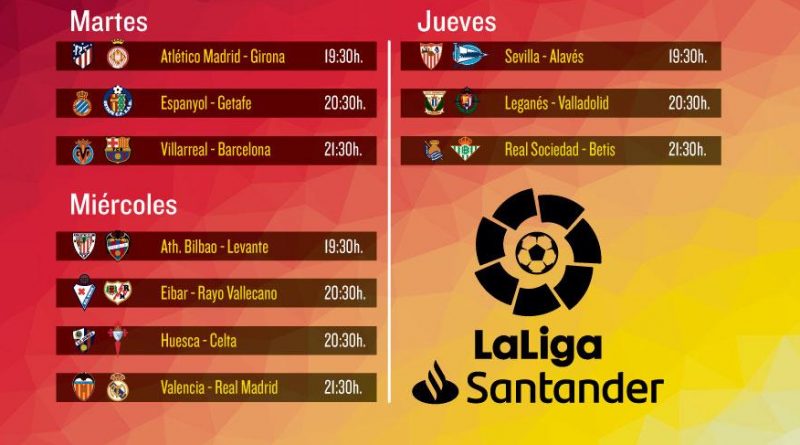 Martes
Atlético Madrid - Girona 19:30h.
Espanyol - Getafe 20:30h.
Villarreal - Barcelona 21:30h.
Miércoles
Ath. Bilbao - Levante 19:30h.
Eibar - Rayo Vallecano 20:30h.
Huesca - Celta 20:30h.
Valencia - Real Madrid 21:30h.
Jueves
Sevilla - Alavés 19:30h.
Leganés - Valladolid 20:30h.
Real Sociedad - Betis 21:30h.
LaLiga
Santander